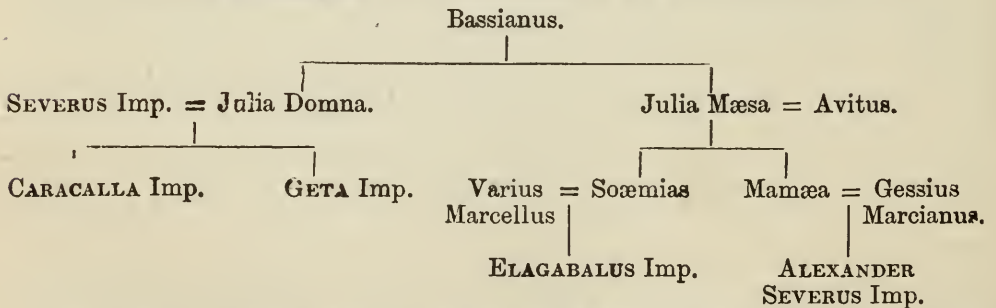 Bassianus.
SEVERUS Imp. = Julia Domna.
Julia Mæsa = Avitus.
CARACALLA Imp.
GETA Imp.
Varius = Soæmias
Marcellus
Mamæa = Gessius
Marcianus.
ELAGABALUS Imp.
ALEXANDER
SEVERUS Imp.